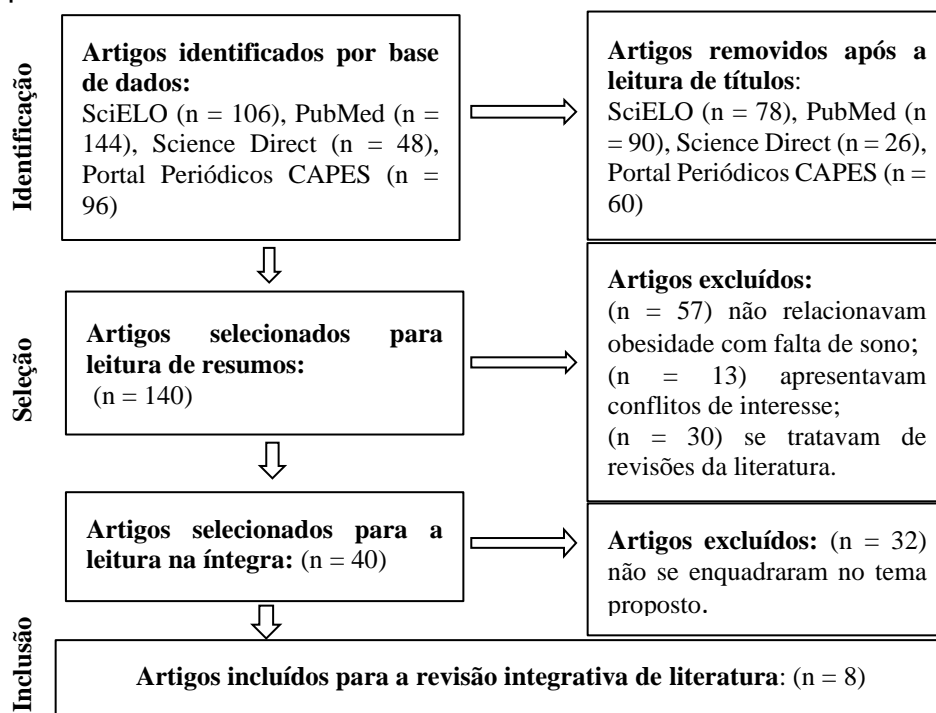 Identificação
Artigos identificados por base
de dados:
SciELO (n = 106), PubMed (n =
144), Science Direct (n = 48),
Portal Periódicos CAPES (n =
96)
Artigos removidos após a
leitura de títulos:
SciELO (n = 78), PubMed (n
= 90), Science Direct (n = 26),
Portal Periódicos CAPES (n =
60)
Seleção
Artigos selecionados para
leitura de resumos:
(n = 140)
Artigos excluídos:
(n = 57) não relacionavam
obesidade com falta de sono;
(n = 13) apresentavam
conflitos de interesse;
(n = 30) se tratavam de
revisões da literatura.
Artigos selecionados para a
leitura na íntegra: (n = 40)
Artigos excluídos: (n = 32)
não se enquadraram no tema
proposto.
Inclusão
Artigos incluídos para a revisão integrativa de literatura: (n = 8)